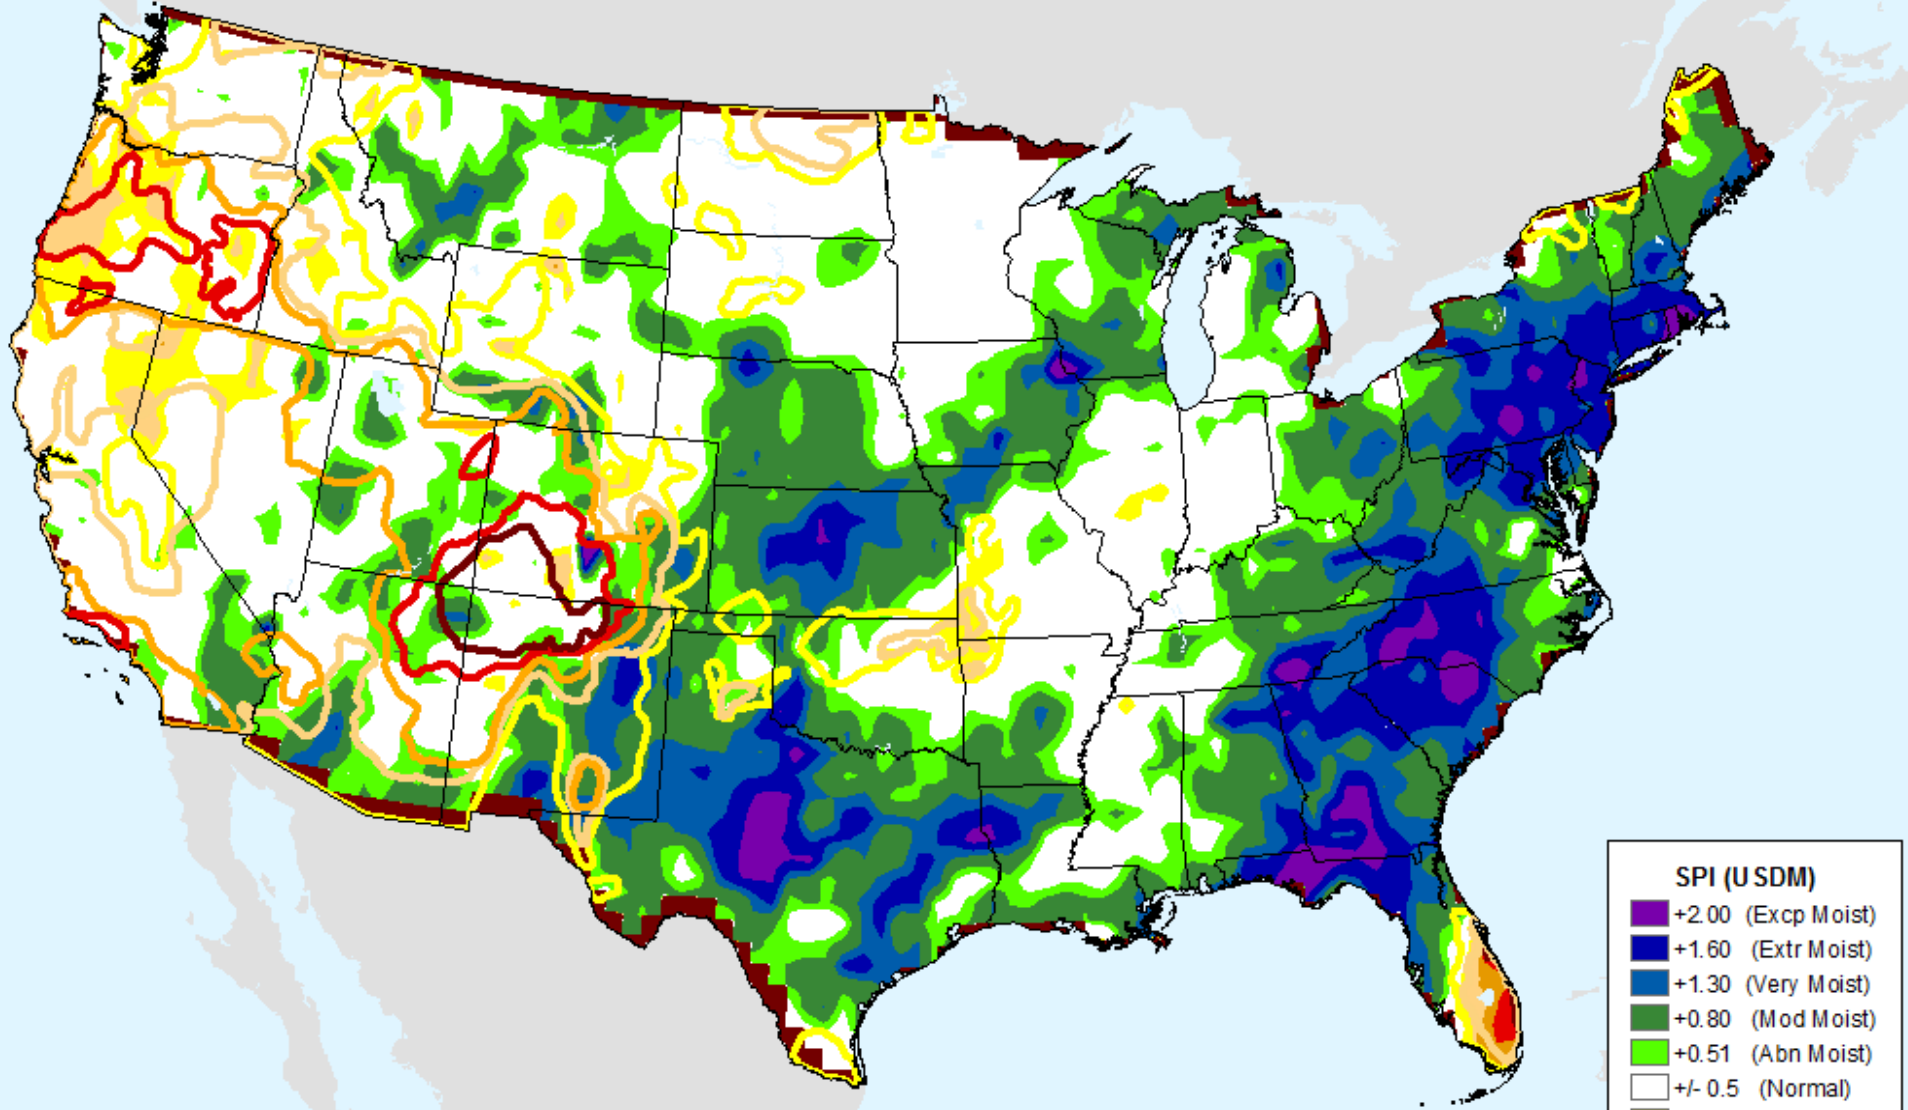 SPI (USDM)
+2.00 (Excp Moist)
+1.60 (Extr Moist)
+1.30 (Very Moist)
+0.80 (Mod Moist)
+0.51 (Abn Moist)
+/- 0.5 (Normal)